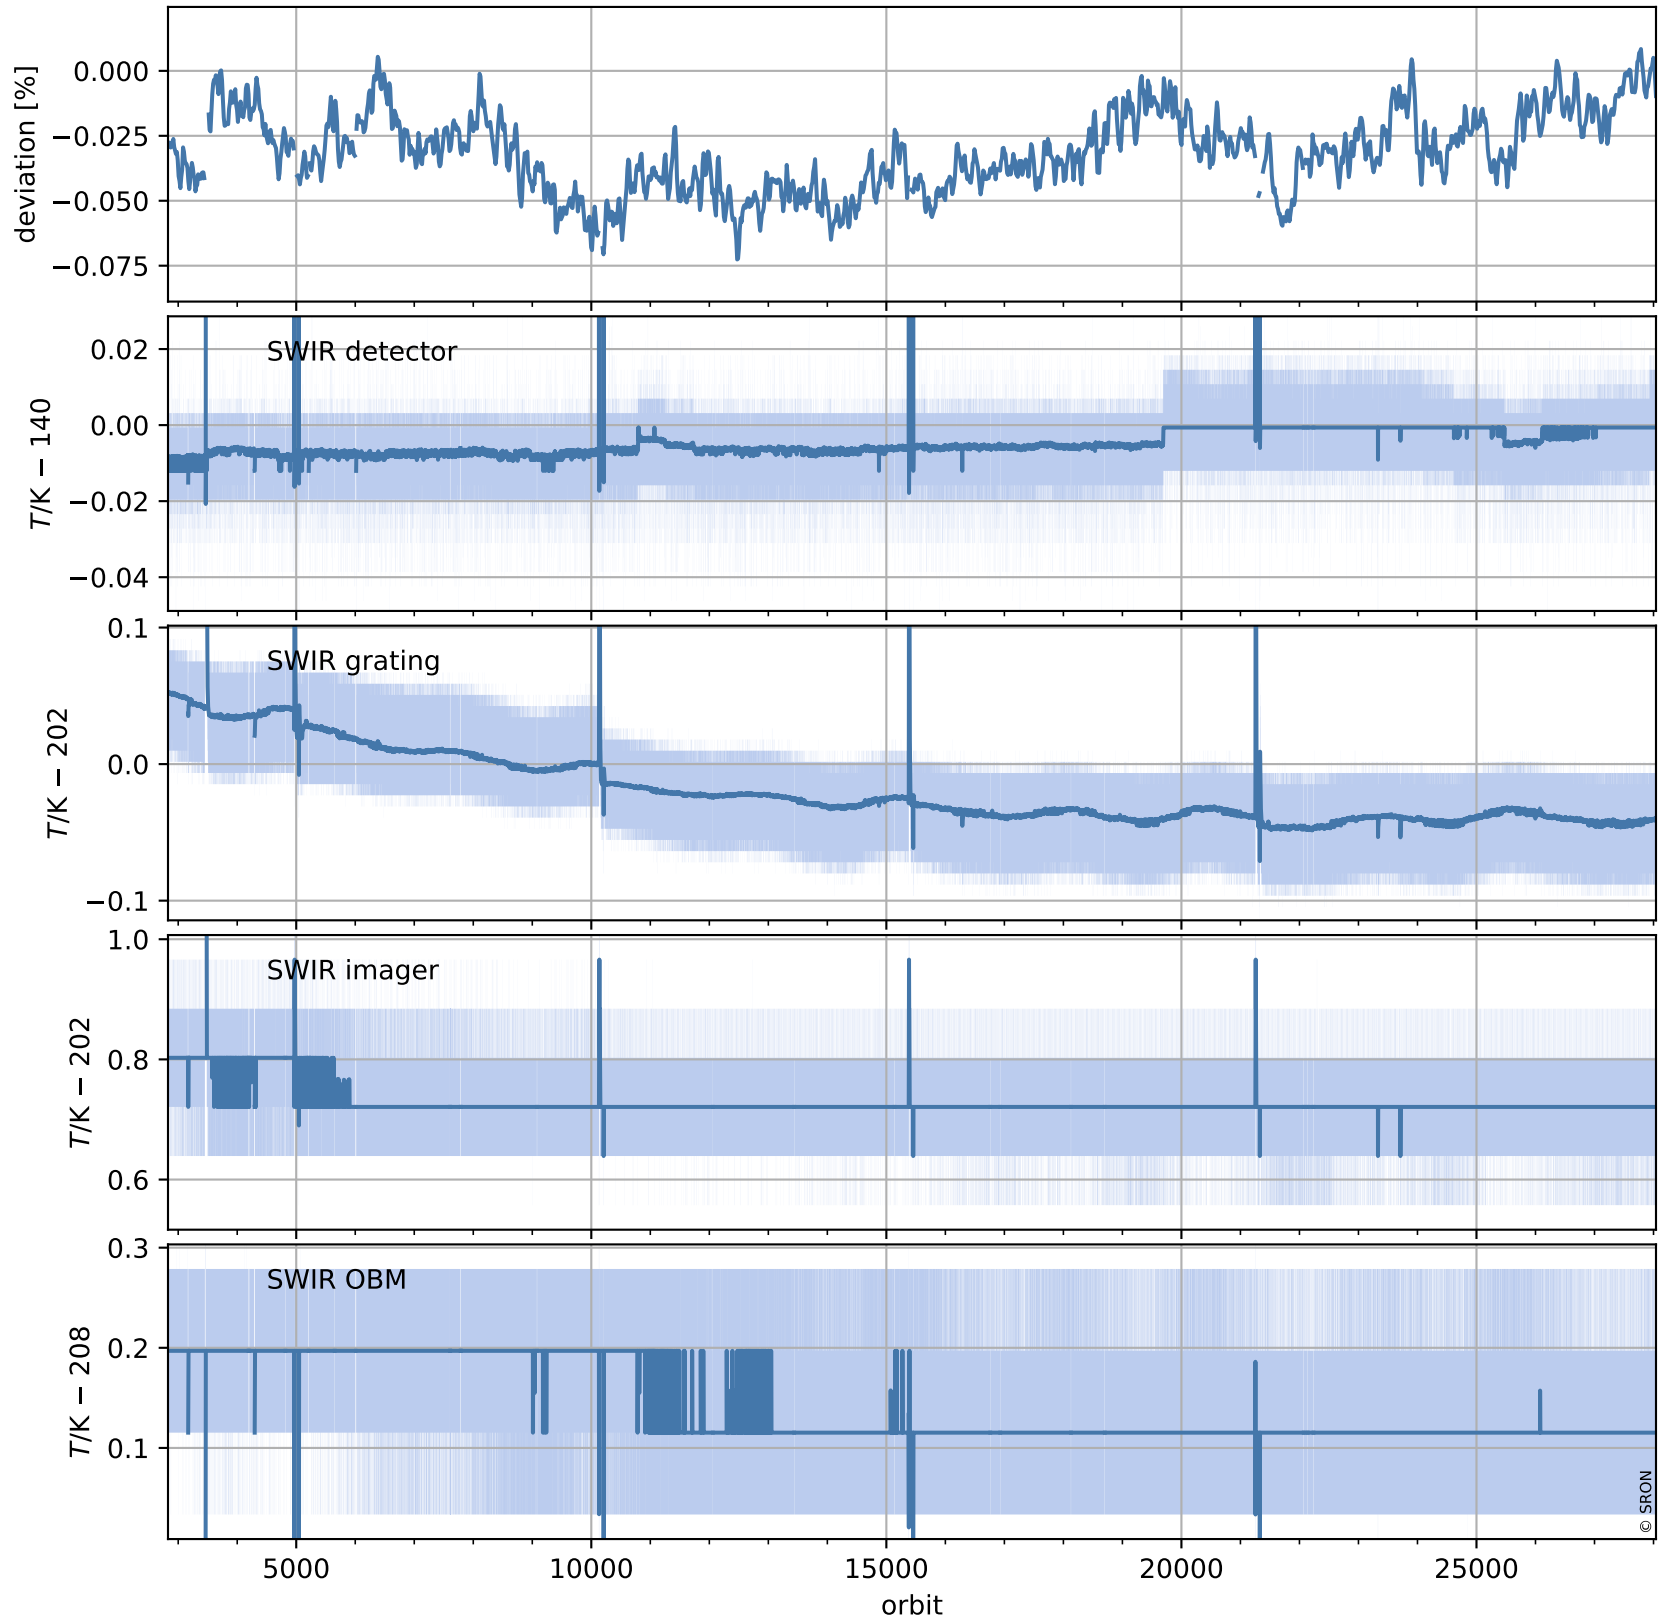 deviation [%]
0.000
−0.025
−0.050
−0.075
SWIR detector
T/K − 140
0.02
0.00
−0.02
−0.04
SWIR grating
T/K − 202
0.1
0.0
−0.1
SWIR imager
T/K − 202
1.0
0.8
0.6
SWIR OBM
T/K − 208
0.3
0.2
0.1
© SRON
5000 10000 15000 20000 25000
orbit